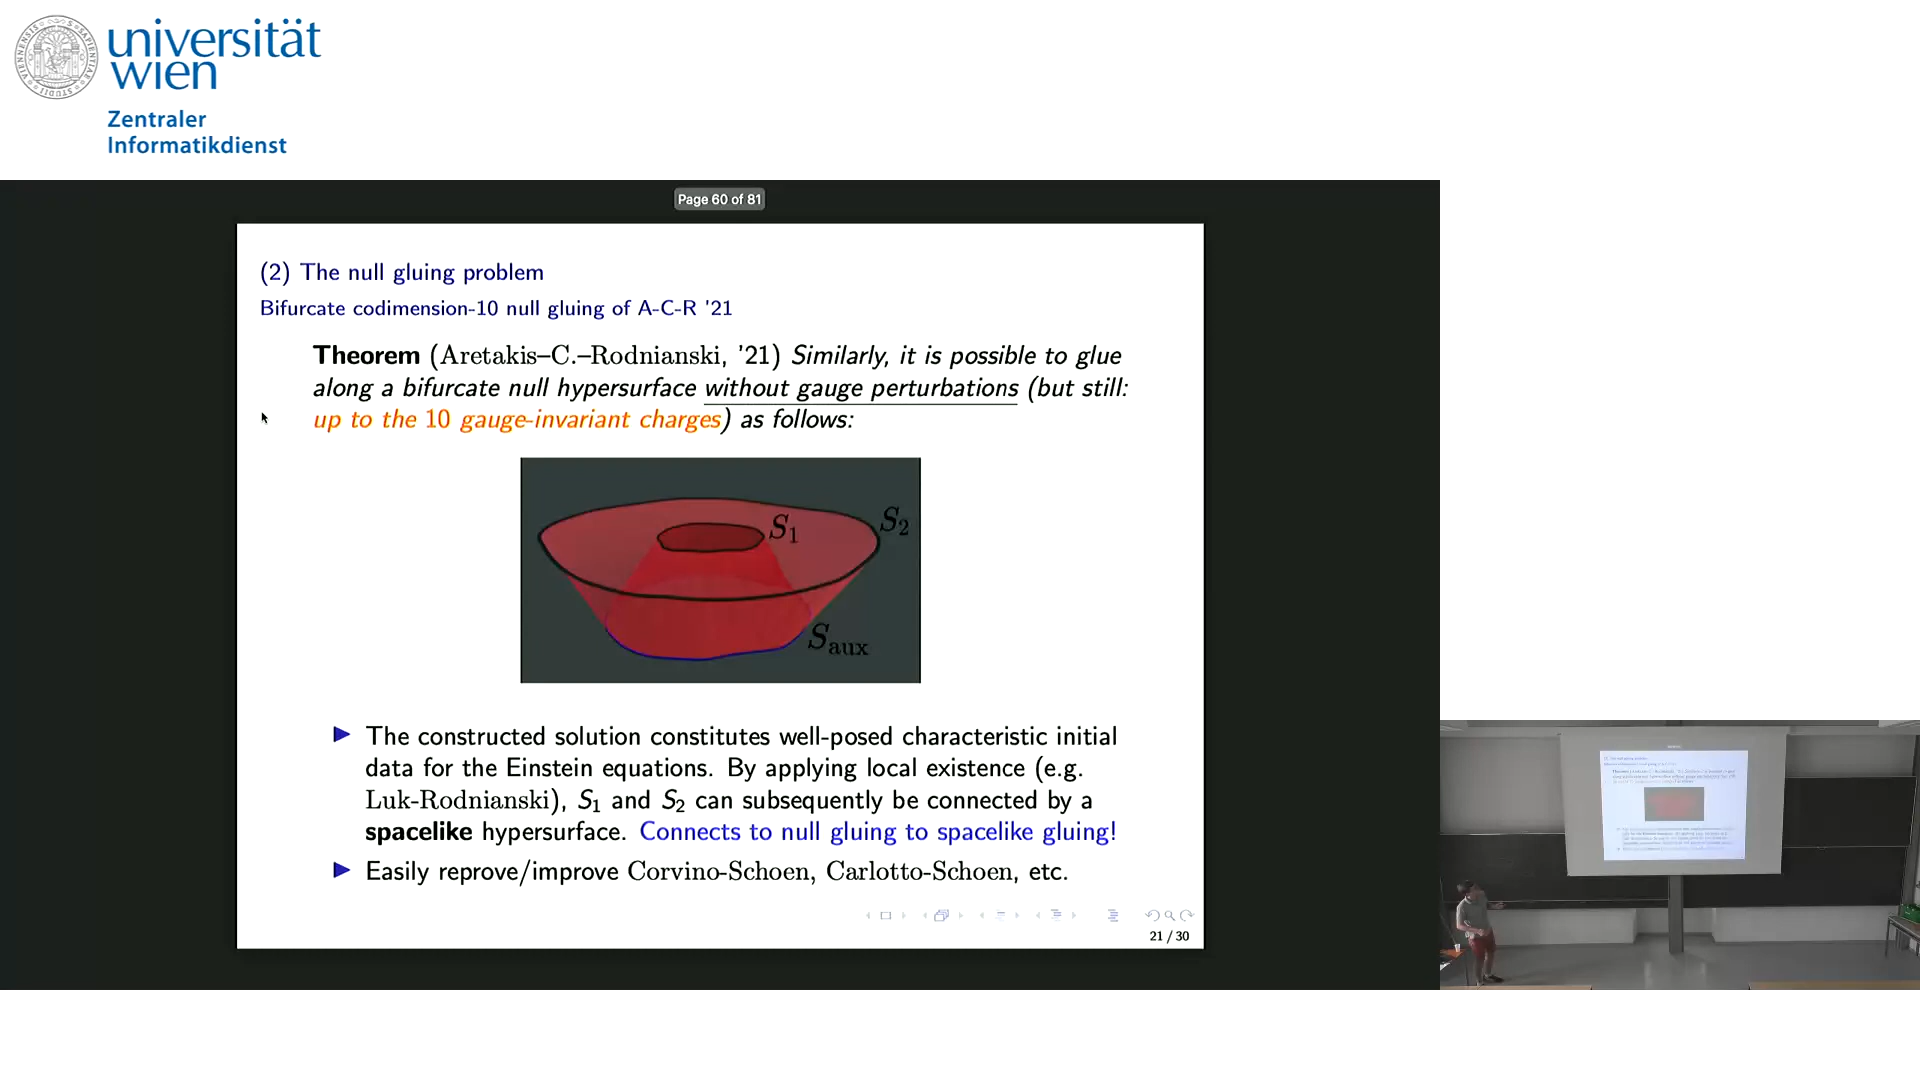 universität
wien
Zentraler
Informatikdienst
Page 60 of 81
(2) The null gluing problem
Bifurcate codimension-10 null gluing of A-C-R '21
Theorem (Aretakis–C.–Rodnianski, '21) Similarly, it is possible to glue
along a bifurcate null hypersurface without gauge perturbations (but still:
up to the 10 gauge-invariant charges) as follows:
S₁
S₂
Sₐᵤₓ
▶ The constructed solution constitutes well-posed characteristic initial
data for the Einstein equations. By applying local existence (e.g.
Luk-Rodnianski), S₁ and S₂ can subsequently be connected by a
spacelike hypersurface. Connects to null gluing to spacelike gluing!
▶ Easily reprove/improve Corvino-Schoen, Carlotto-Schoen, etc.
21 / 30